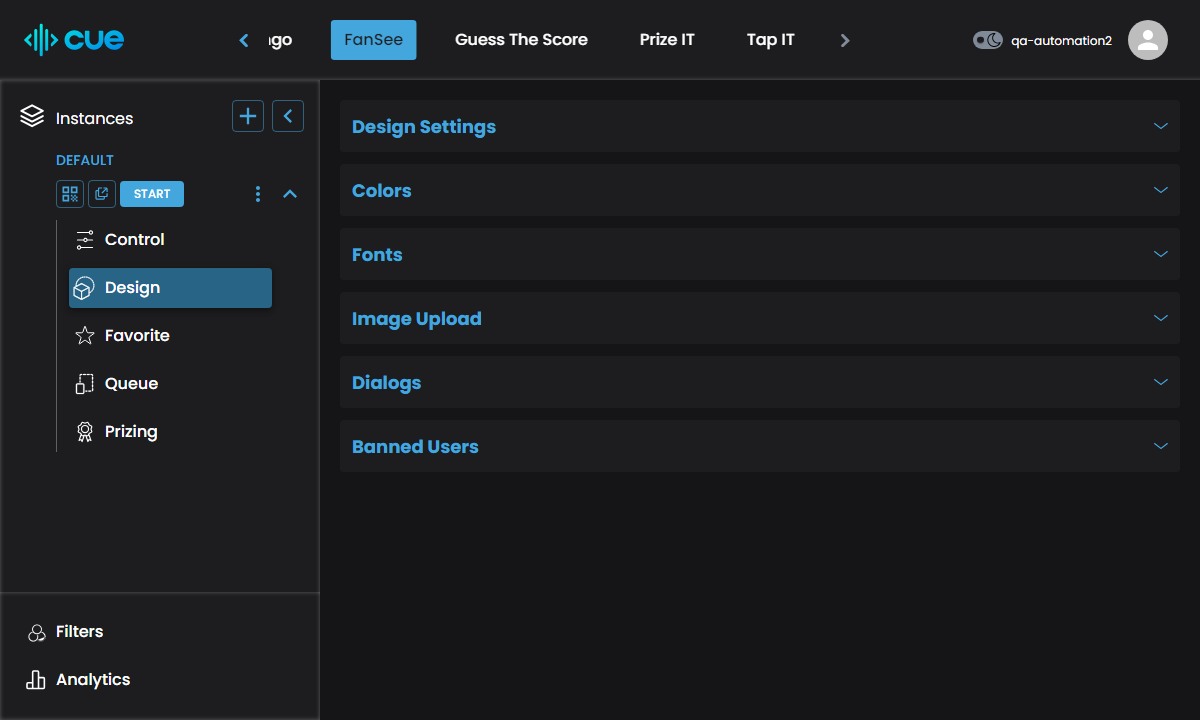 cue
FanSee
Guess The Score
Prize IT
Tap IT
qa-automation2
Instances
DEFAULT
START
Control
Design
Favorite
Queue
Prizing
Filters
Analytics
Design Settings
Colors
Fonts
Image Upload
Dialogs
Banned Users